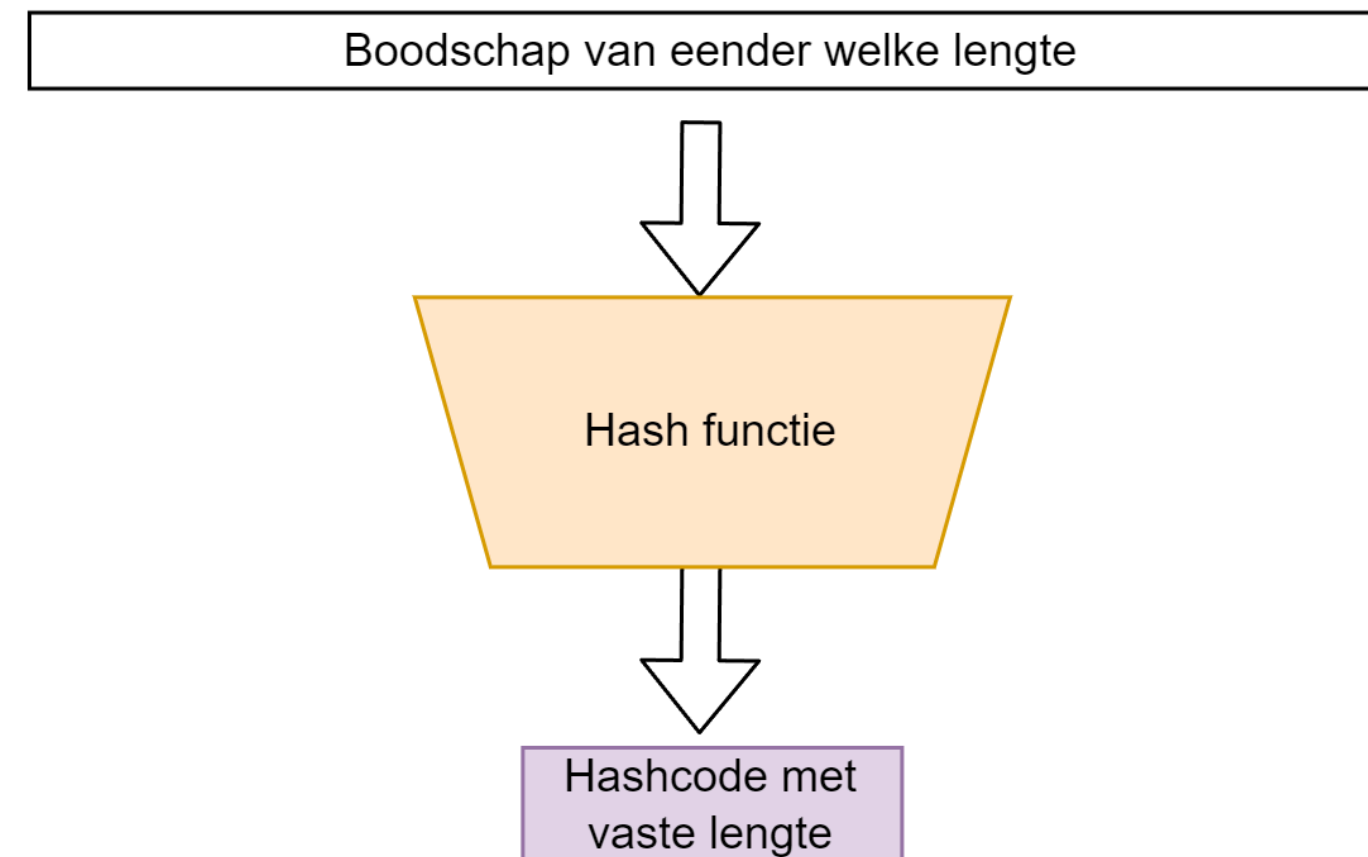 Boodschap van eender welke lengte
Hash functie
Hashcode met
vaste lengte